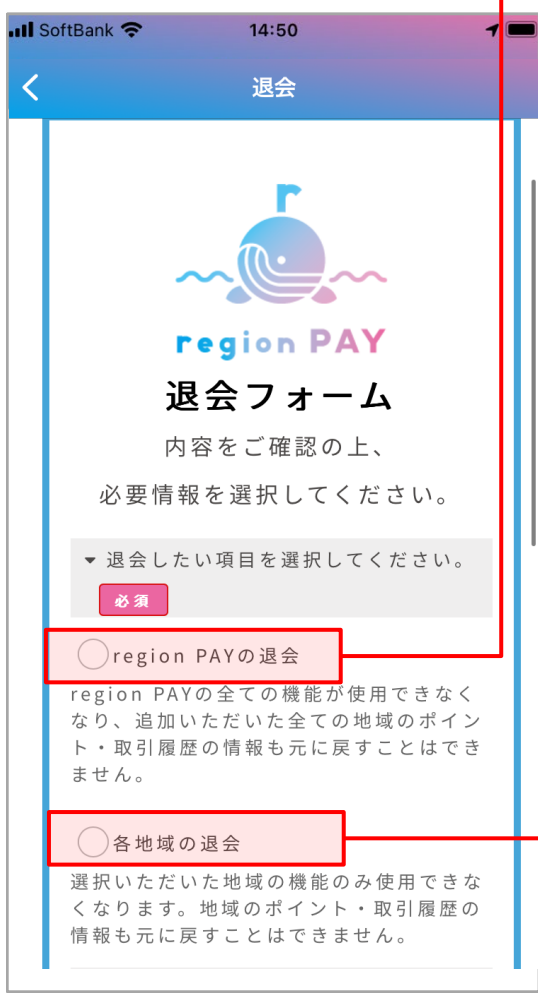 SoftBank 14:50
退会
r
region PAY
退会フォーム
内容をご確認の上、
必要情報を選択してください。
退会したい項目を選択してください。
必須
region PAYの退会
region PAYの全ての機能が使用できなく
なり、追加いただいた全ての地域のポイン
ト・取引履歴の情報も元に戻すことはでき
ません。
各地域の退会
選択いただいた地域の機能のみ使用できな
くなります。地域のポイント・取引履歴の
情報も元に戻すことはできません。